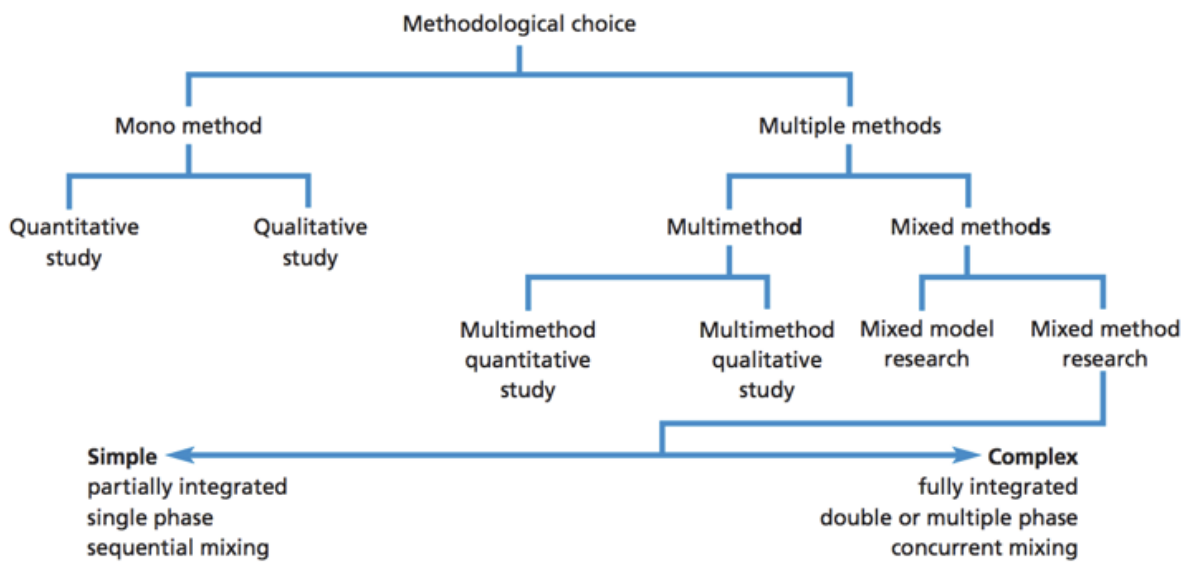 Methodological choice
Mono method
Multiple methods
Quantitative
study
Qualitative
study
Multimethod
Mixed methods
Multimethod
quantitative
study
Multimethod
qualitative
study
Mixed model
research
Mixed method
research
Simple
partially integrated
single phase
sequential mixing
Complex
fully integrated
double or multiple phase
concurrent mixing